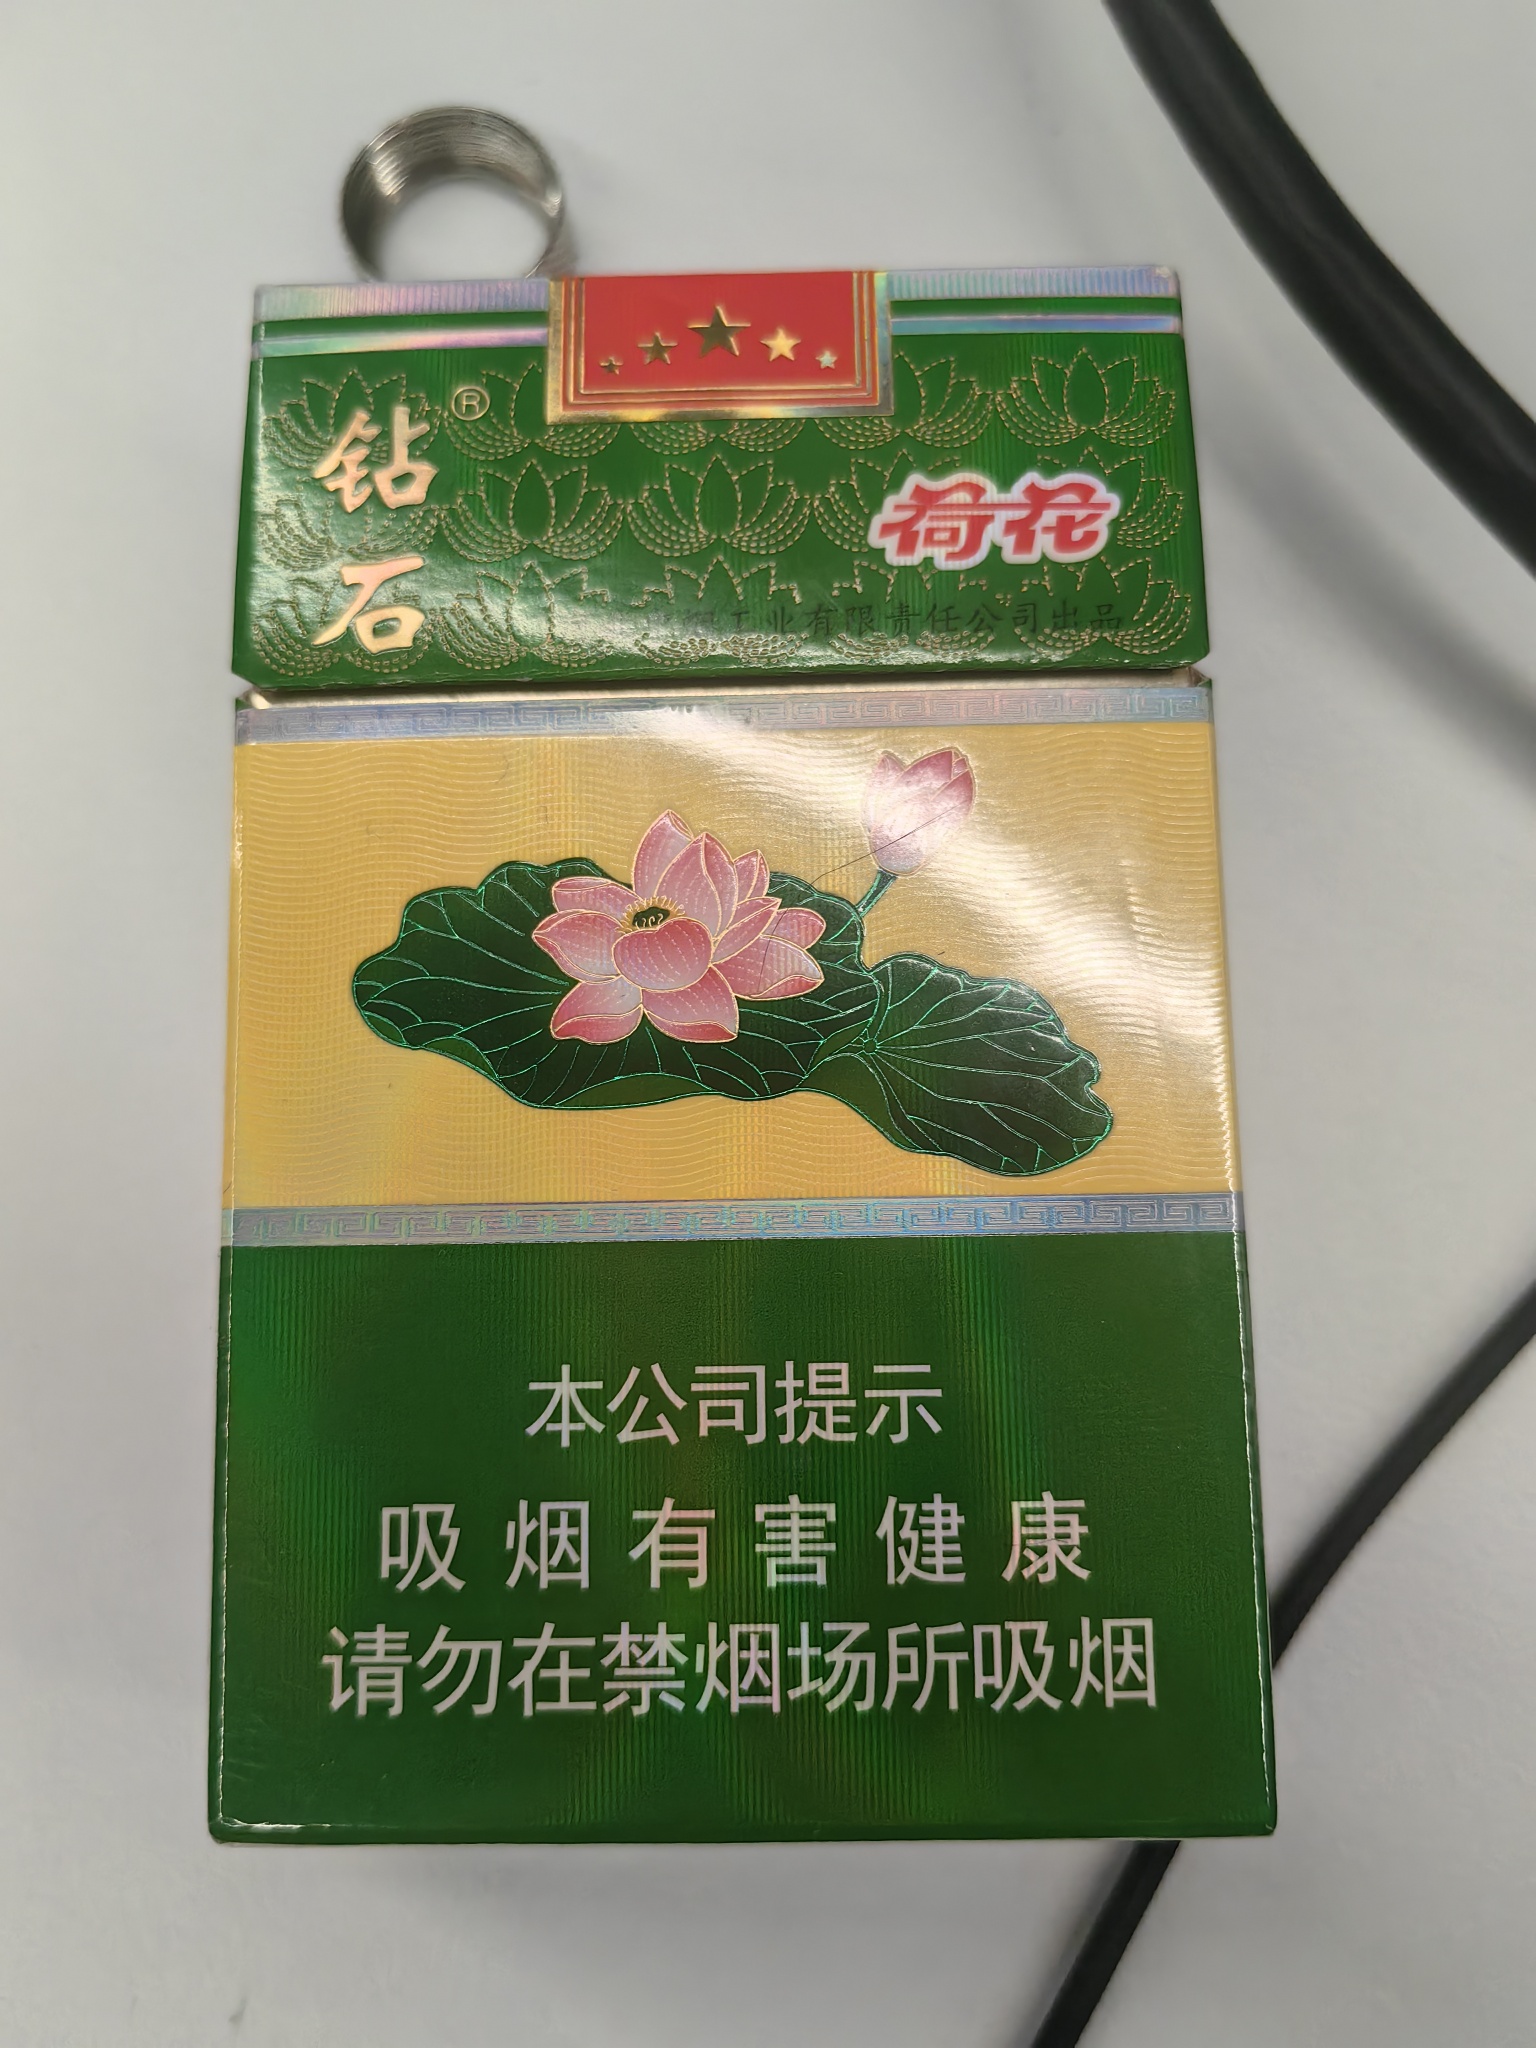 钻石®
荷花
工业有限责任公司出品
本公司提示
吸烟有害健康
请勿在禁烟场所吸烟